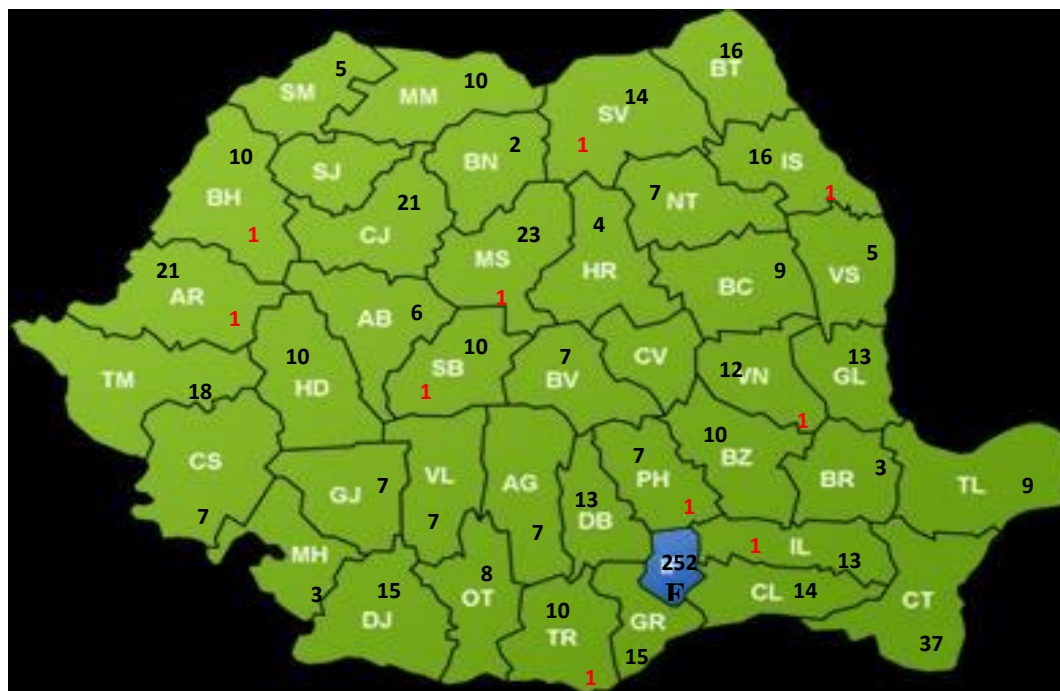 16
BT
5
SM
10
MM
14
SV
1
2
BN
16
IS
1
10
BH
1
SJ
21
CJ
7
NT
23
MS
1
4
HR
9
BC
5
VS
21
AR
1
6
AB
10
SB
1
7
BV
CV
12
VN
1
13
GL
TM
18
10
HD
CS
7
7
GJ
VL
7
AG
7
13
DB
7
PH
1
10
BZ
3
BR
TL
9
MH
3
15
DJ
8
OT
10
TR
1
252
F
GR
15
1
IL
13
CL
14
CT
37